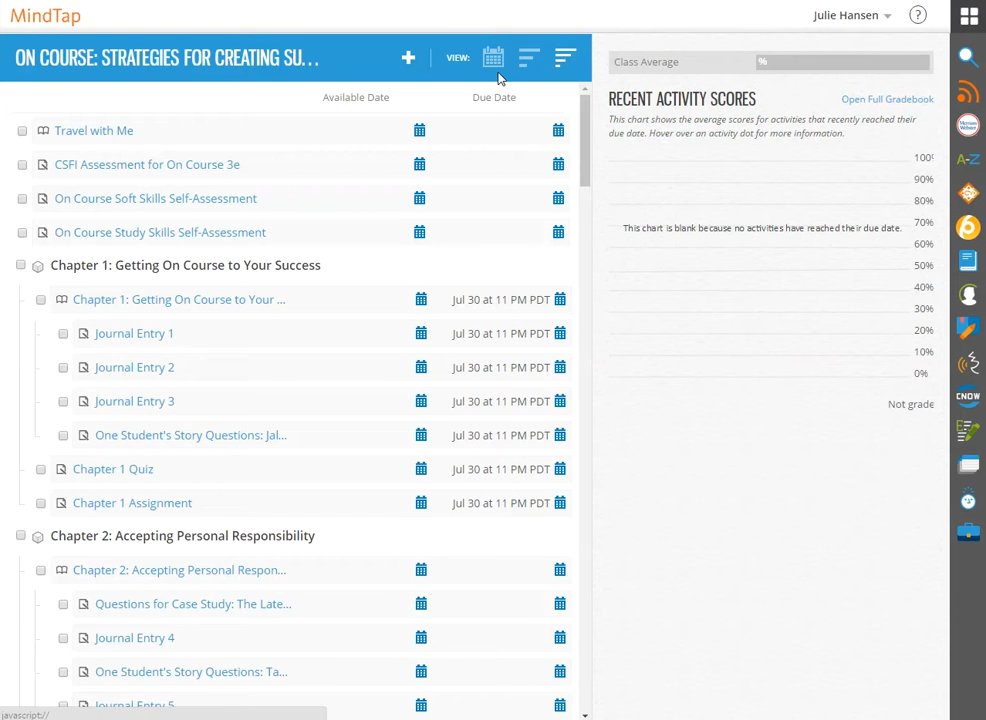 MindTap
Julie Hansen
?
ON COURSE: STRATEGIES FOR CREATING SU...
VIEW:
Available Date
Due Date
Travel with Me
CSFI Assessment for On Course 3e
On Course Soft Skills Self-Assessment
On Course Study Skills Self-Assessment
Chapter 1: Getting On Course to Your Success
Chapter 1: Getting On Course to Your ...
Jul 30 at 11 PM PDT
Journal Entry 1
Jul 30 at 11 PM PDT
Journal Entry 2
Jul 30 at 11 PM PDT
Journal Entry 3
Jul 30 at 11 PM PDT
One Student's Story Questions: Jal...
Jul 30 at 11 PM PDT
Chapter 1 Quiz
Jul 30 at 11 PM PDT
Chapter 1 Assignment
Jul 30 at 11 PM PDT
Chapter 2: Accepting Personal Responsibility
Chapter 2: Accepting Personal Respon...
Questions for Case Study: The Late...
Journal Entry 4
One Student's Story Questions: Ta...
Journal Entry 5
javascript://
Class Average
%
RECENT ACTIVITY SCORES
Open Full Gradebook
This chart shows the average scores for activities that recently reached their
due date. Hover over an activity dot for more information.
100
90%
80%
70%
This chart is blank because no activities have reached their due date.
60%
50%
40%
30%
20%
10%
0%
Not grade
A-Z
CNOW